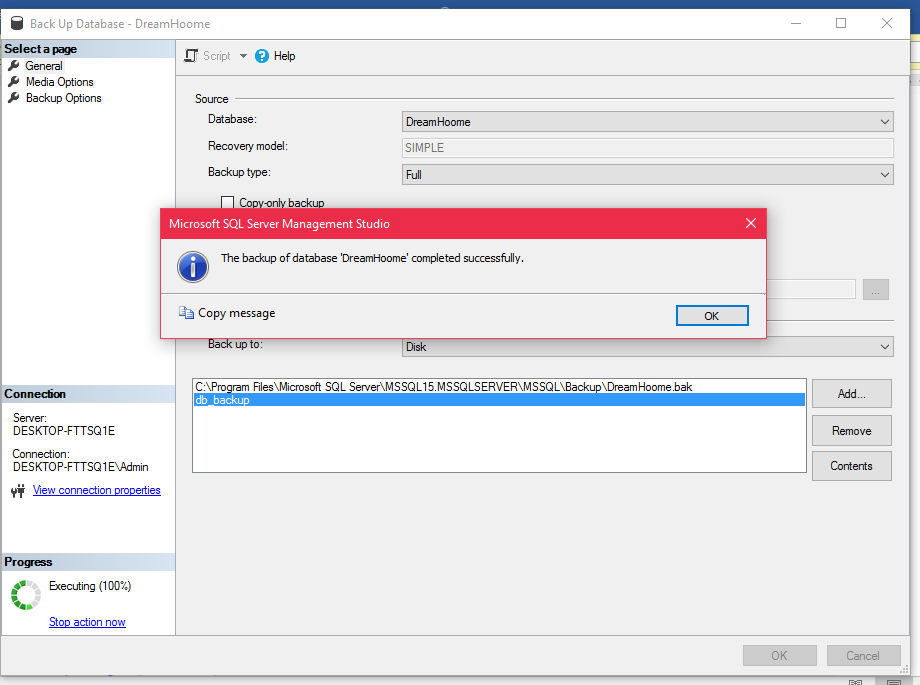 Back Up Database - DreamHoome
Select a page
General
Media Options
Backup Options
Script
Help
Source
Database:
DreamHoome
Recovery model:
SIMPLE
Backup type:
Full
Copy-only backup
Microsoft SQL Server Management Studio
The backup of database 'DreamHoome' completed successfully.
Copy message
OK
...
Back up to:
Disk
C:\Program Files\Microsoft SQL Server\MSSQL15.MSSQLSERVER\MSSQL\Backup\DreamHoome.bak
db_backup
Add...
Remove
Contents
Connection
Server:
DESKTOP-FTTSQ1E
Connection:
DESKTOP-FTTSQ1E\Admin
View connection properties
Progress
Executing (100%)
Stop action now
OK
Cancel